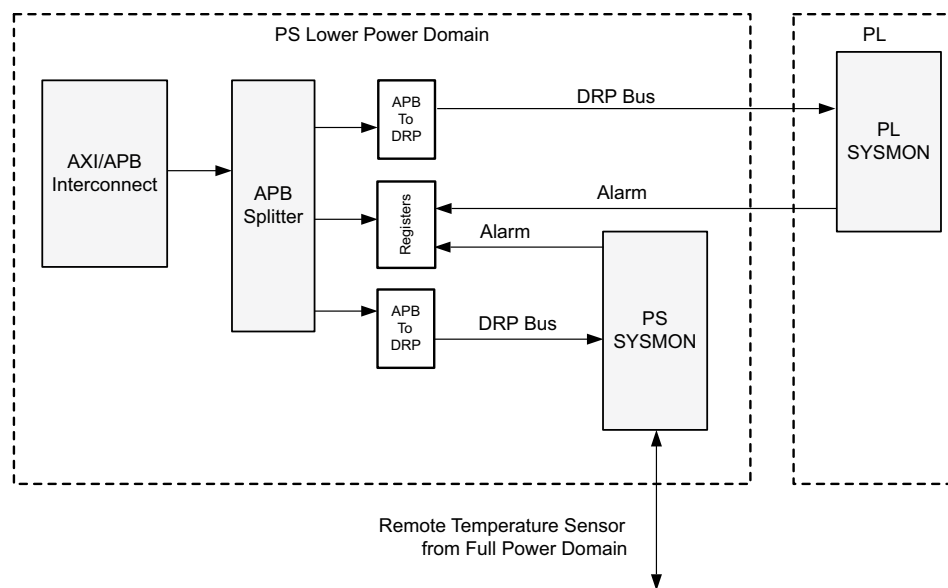 PS Lower Power Domain
PL
AXI/APB
Interconnect
APB
Splitter
APB
To
DRP
DRP Bus
PL
SYSMON
Registers
Alarm
Alarm
APB
To
DRP
DRP Bus
PS
SYSMON
Remote Temperature Sensor
from Full Power Domain